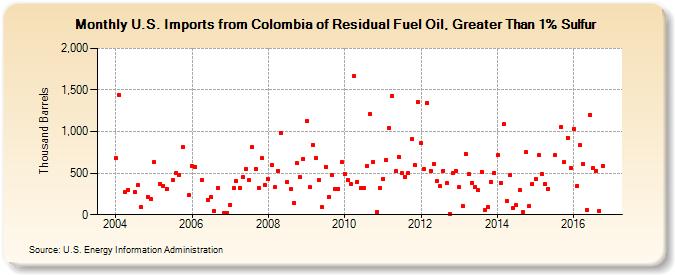 Monthly U.S. Imports from Colombia of Residual Fuel Oil, Greater Than 1% Sulfur
Thousand Barrels
2,000
1,500
1,000
500
0
2004 2006 2008 2010 2012 2014 2016
Source: U.S. Energy Information Administration